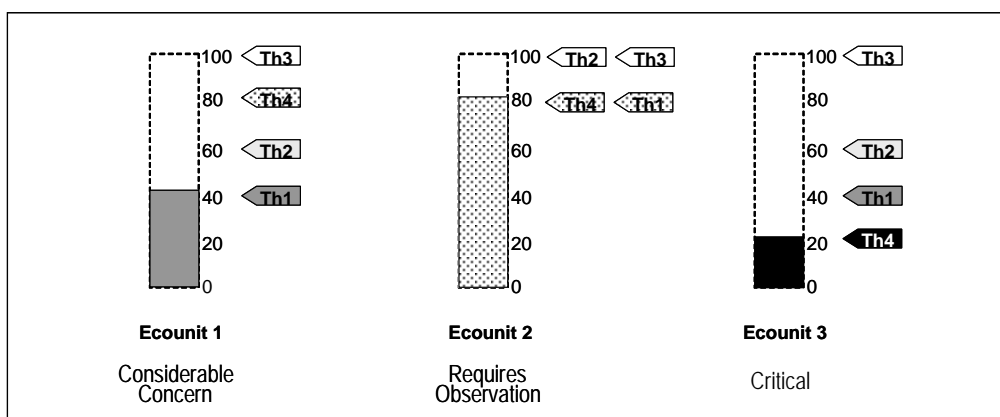 100 Th3
80 Th4
60 Th2
40 Th1
20
0
Ecounit 1
Considerable
Concern
100 Th2 Th3
80 Th4 Th1
60
40
20
0
Ecounit 2
Requires
Observation
100 Th3
80
60 Th2
40 Th1
20 Th4
0
Ecounit 3
Critical